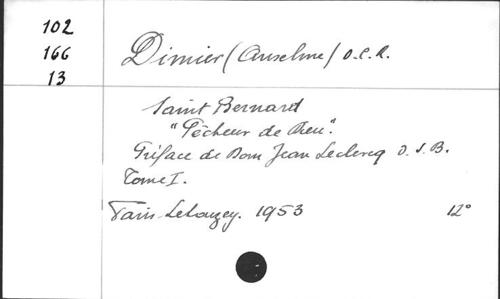 102
166
13
Dimier (Anselme) O.C.R.
Saint Bernard
"Pêcheur de Dieu".
Préface de Dom Jean Leclercq O.S.B.
Tome I.
Paris-Letouzey. 1953 12°